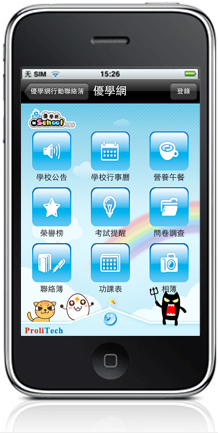 无 SIM 15:26
優學網行動聯絡簿 優學網 登錄
School
學校公告 學校行事曆 營養午餐
榮譽榜 考試提醒 問卷調查
聯絡簿 功課表 相簿
ProliTech